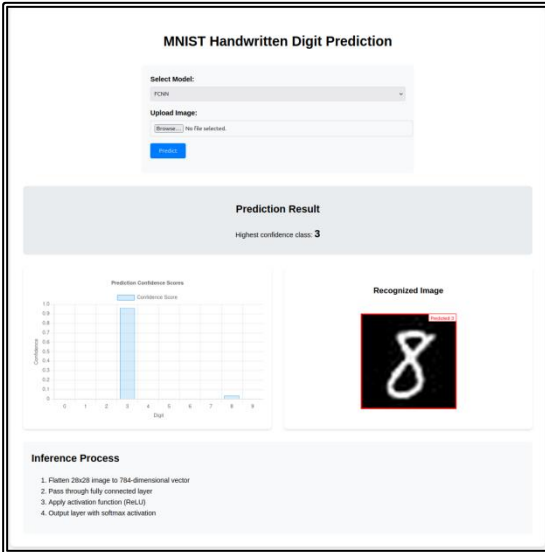 MNIST Handwritten Digit Prediction
Select Model:
FCNN
Upload Image:
Browse... No file selected.
Predict
Prediction Result
Highest confidence class: 3
Prediction Confidence Scores
Confidence Score
1.0
0.9
0.8
0.7
0.6
0.5
0.4
0.3
0.2
0.1
0
Confidence
0 1 2 3 4 5 6 7 8 9
Digit
Recognized Image
Predicted: 3
8
Inference Process
1. Flatten 28x28 image to 784-dimensional vector
2. Pass through fully connected layer
3. Apply activation function (ReLU)
4. Output layer with softmax activation